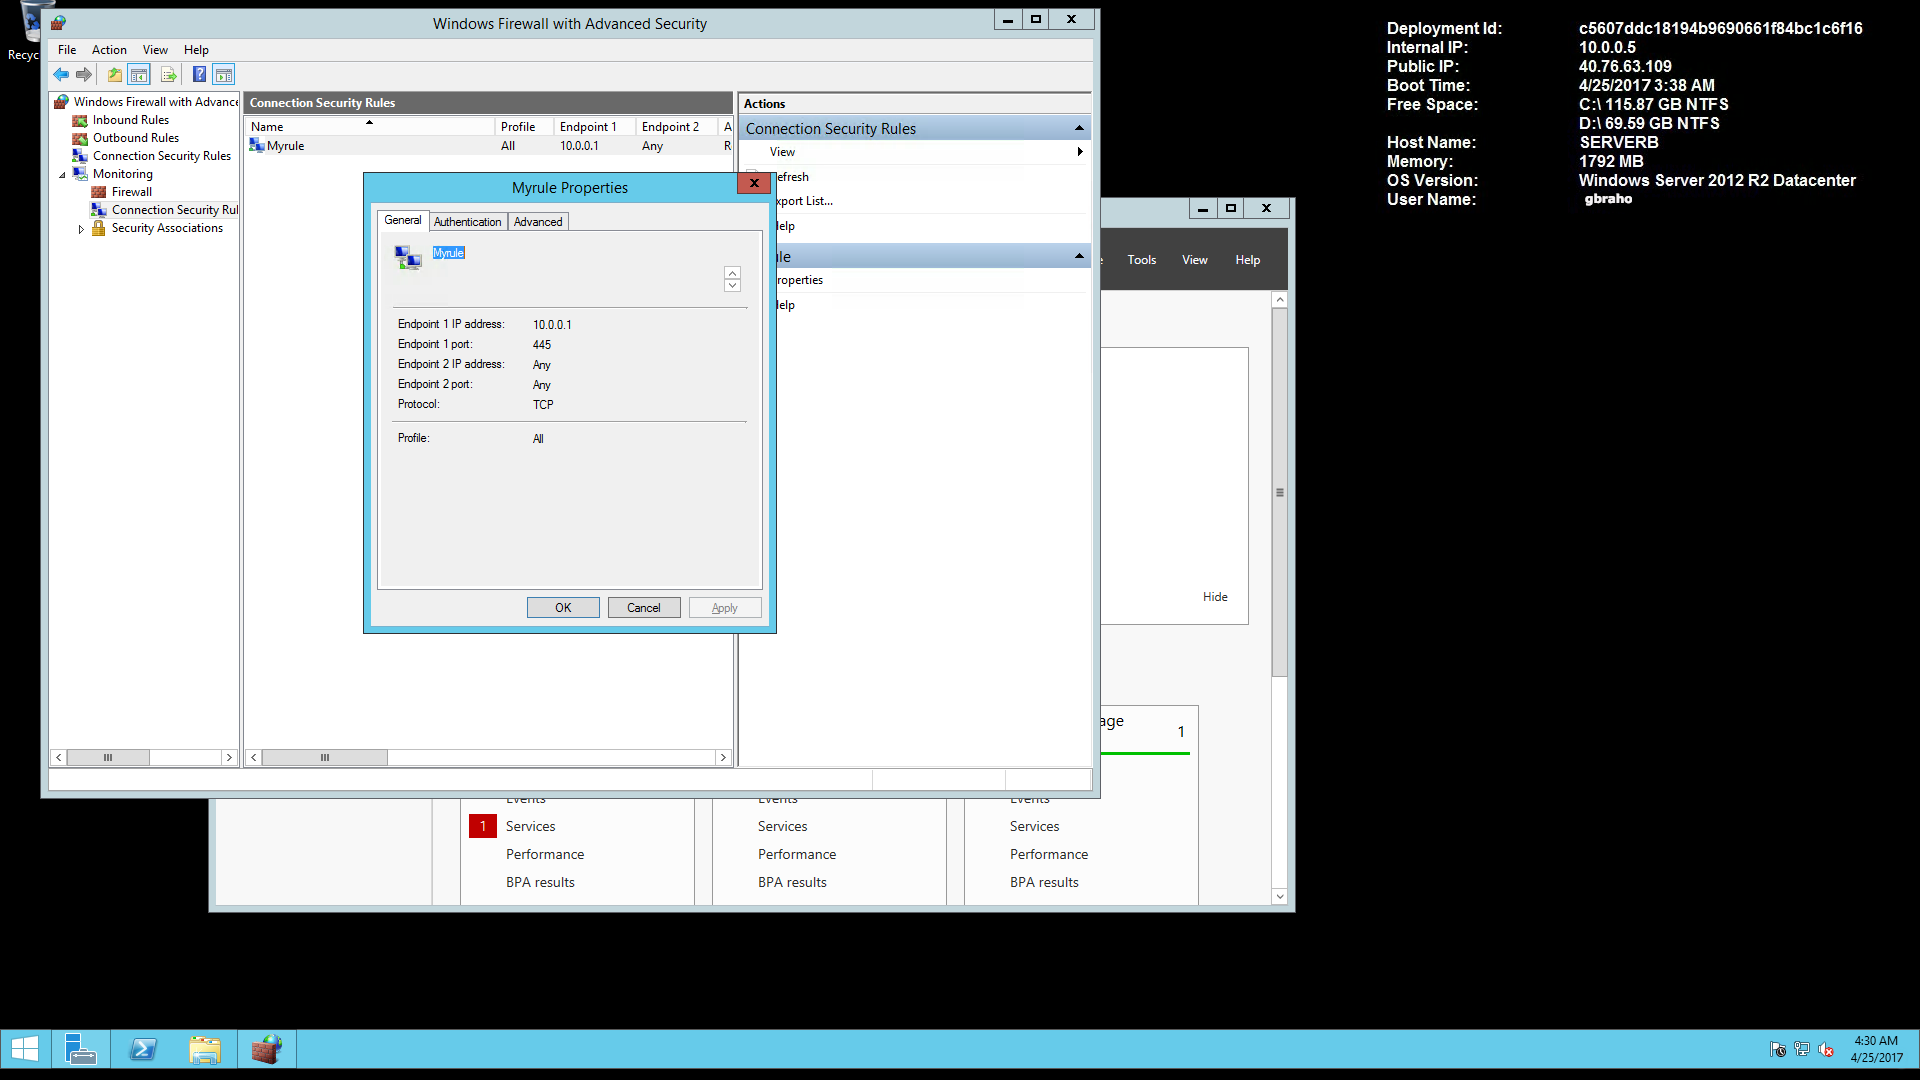 Recyc
Windows Firewall with Advanced Security
File Action View Help
Windows Firewall with Advance
Inbound Rules
Outbound Rules
Connection Security Rules
Monitoring
Firewall
Connection Security Rul
Security Associations
Connection Security Rules
Name Profile Endpoint 1 Endpoint 2 A
Myrule All 10.0.0.1 Any R
Actions
Connection Security Rules
View
efresh
xport List...
elp
ule
roperties
elp
Myrule Properties
General Authentication Advanced
Myrule
Endpoint 1 IP address: 10.0.0.1
Endpoint 1 port: 445
Endpoint 2 IP address: Any
Endpoint 2 port: Any
Protocol: TCP
Profile: All
OK Cancel Apply
Deployment Id: c5607ddc18194b9690661f84bc1c6f16
Internal IP: 10.0.0.5
Public IP: 40.76.63.109
Boot Time: 4/25/2017 3:38 AM
Free Space: C:\ 115.87 GB NTFS
D:\ 69.59 GB NTFS
Host Name: SERVERB
Memory: 1792 MB
OS Version: Windows Server 2012 R2 Datacenter
User Name: gbraho
e Tools View Help
Hide
age 1
Events Events Events
1 Services Services Services
Performance Performance Performance
BPA results BPA results BPA results
4:30 AM
4/25/2017